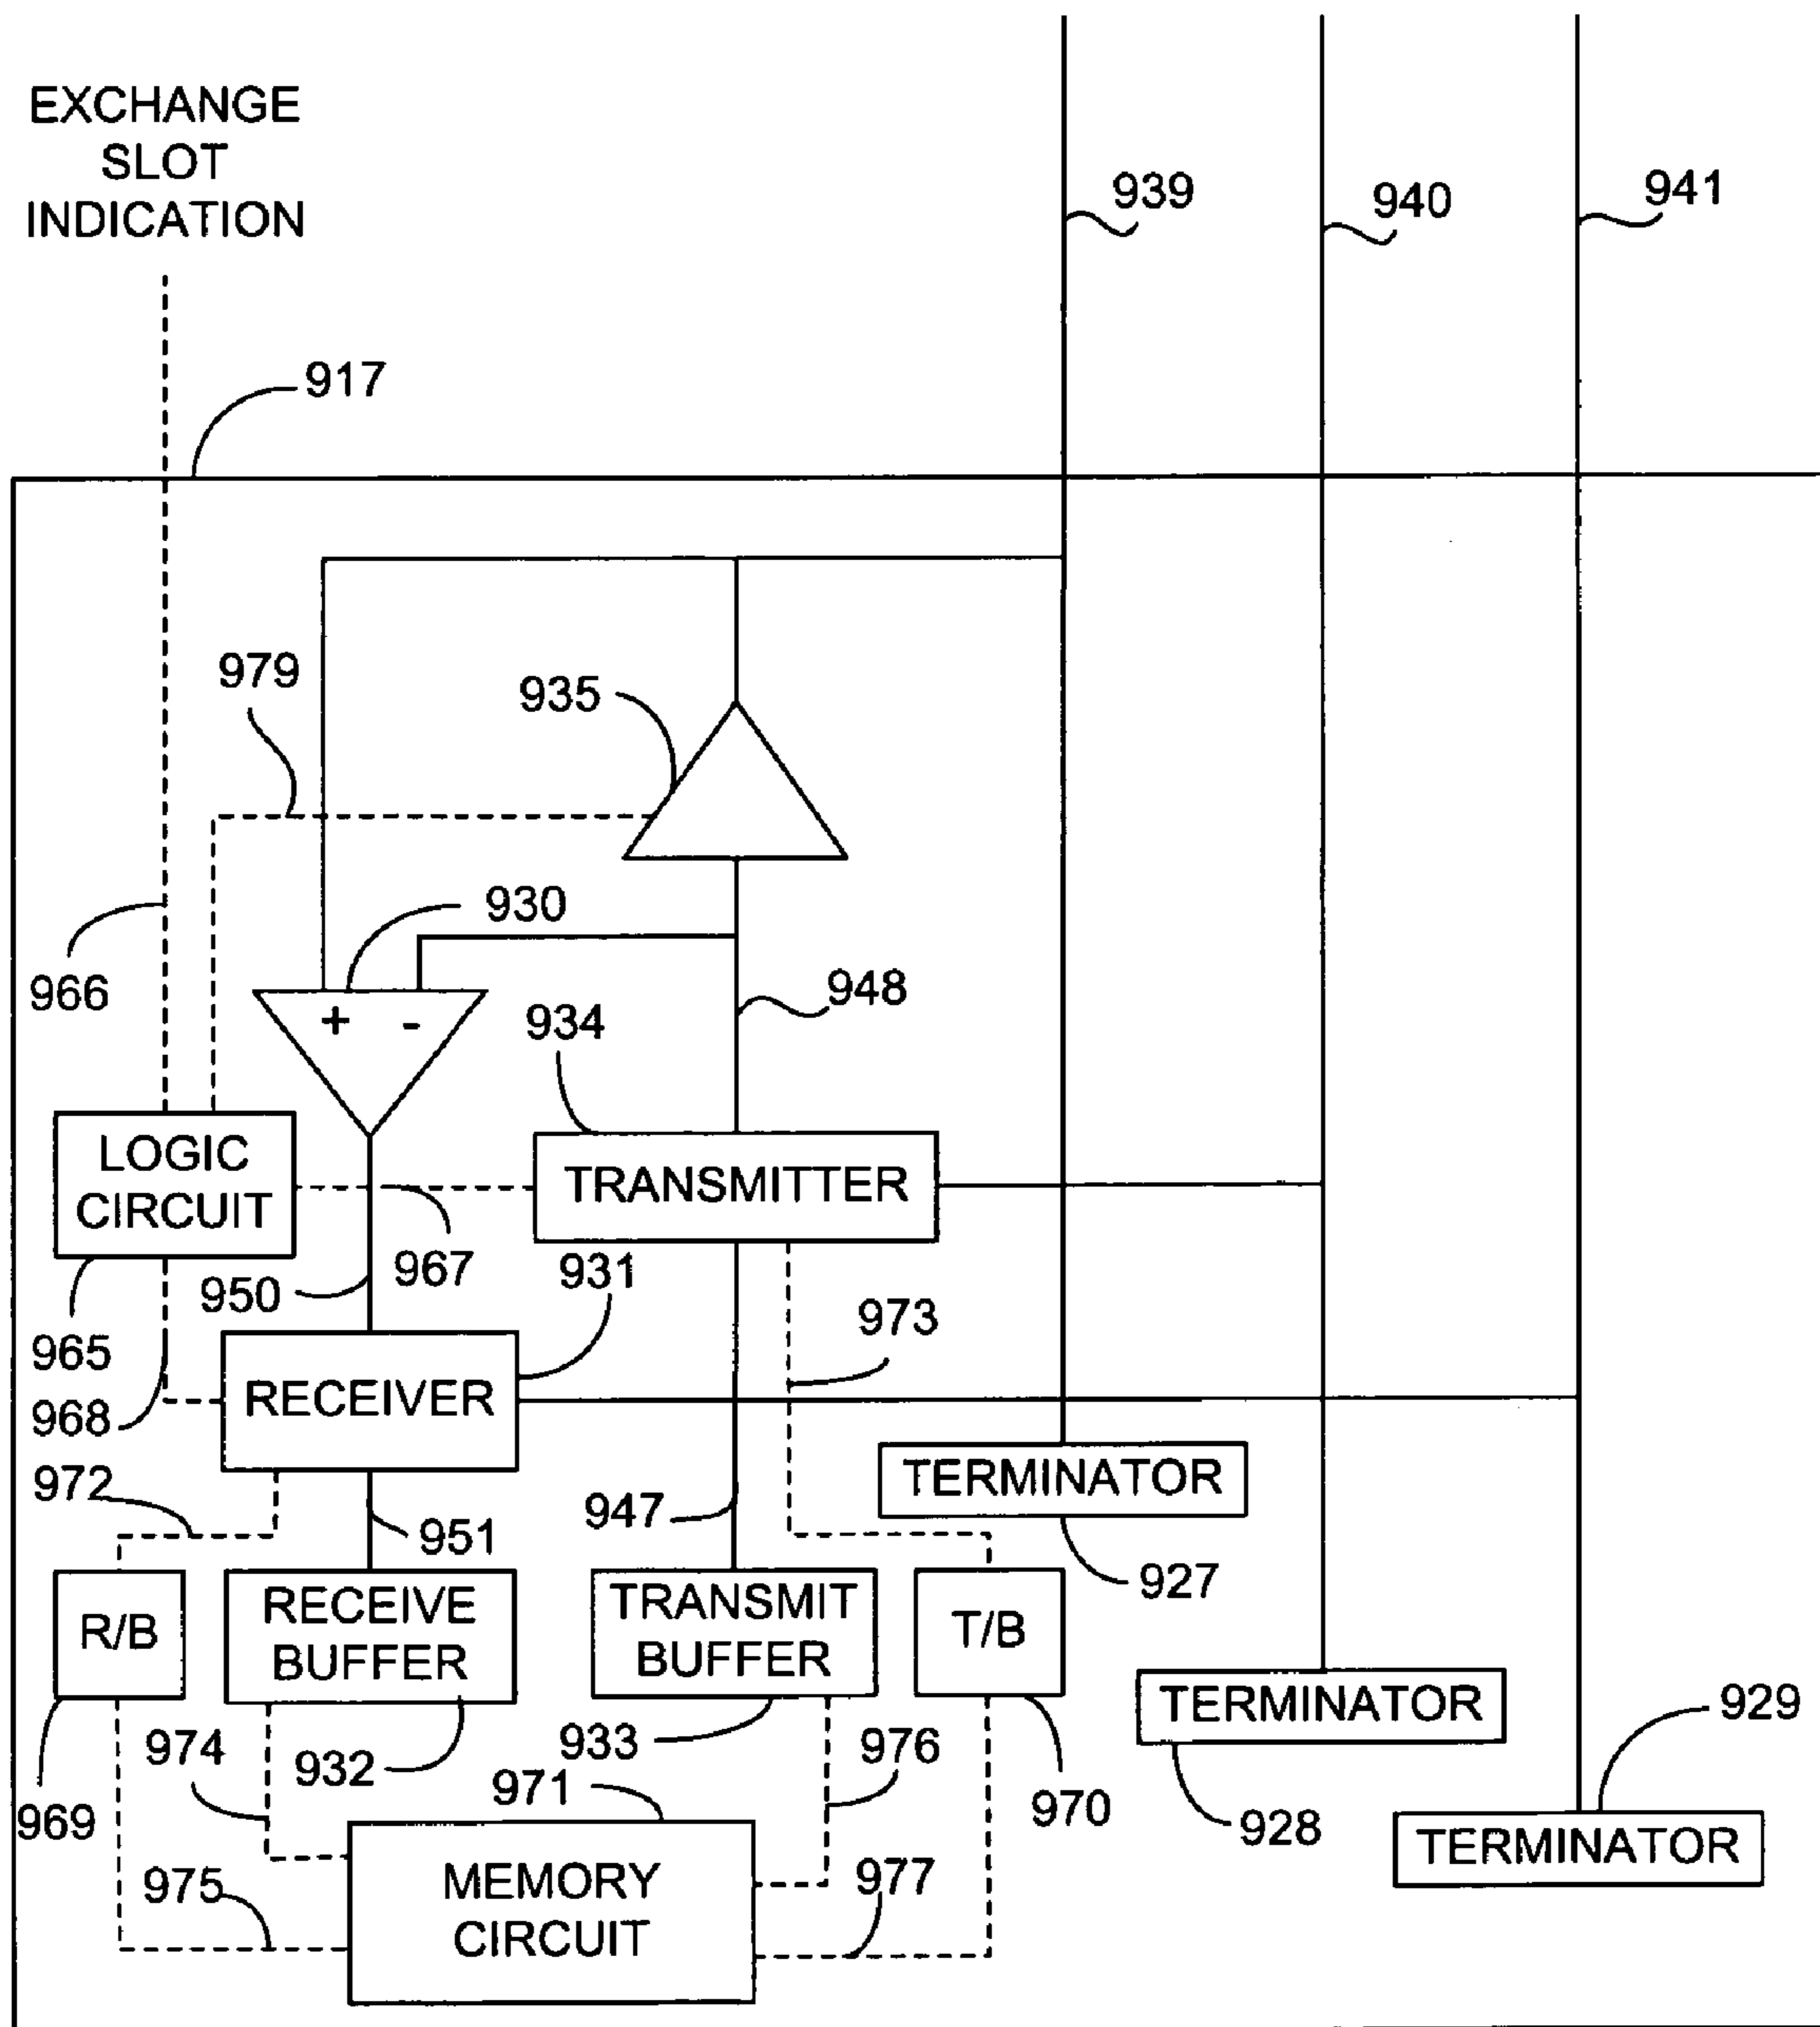 EXCHANGE
SLOT
INDICATION
939
940
941
917
979
935
930
966
948
934
+ -
LOGIC
CIRCUIT
TRANSMITTER
967
931
950
965
973
RECEIVER
968
972
TERMINATOR
947
951
927
R/B
RECEIVE
BUFFER
TRANSMIT
BUFFER
T/B
TERMINATOR
929
974
932
933
976
971
970
928
969
TERMINATOR
975
MEMORY
CIRCUIT
977